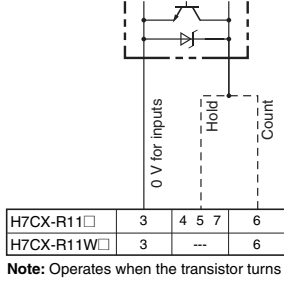 0 V for inputs
Hold
Count
H7CX-R11□ 3 4 5 7 6
H7CX-R11W□ 3 --- 6
Note: Operates when the transistor turns